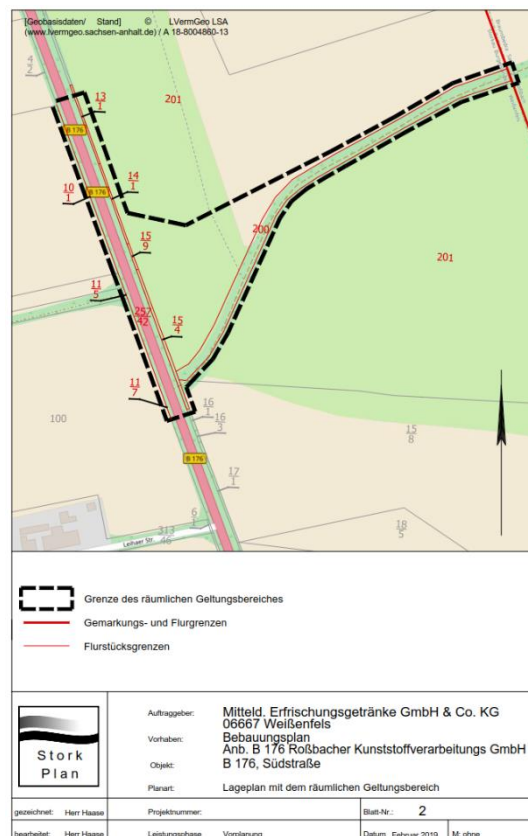 [Geobasisdaten/ Stand] © LVermGeo LSA
(www.lvermgeo.sachsen-anhalt.de) / A 18-8004860-13
13
1
201
B 176
10
1
B 176
14
1
15
9
200
201
11
5
257
42
15
4
11
7
16
1
16
3
100
15
8
B 176
17
1
6
1
18
5
313
Leihaer Str.
Grenze des räumlichen Geltungsbereiches
Gemarkungs- und Flurgrenzen
Flurstücksgrenzen
Stork
Plan
Auftraggeber: Mitteld. Erfrischungsgetränke GmbH & Co. KG
06667 Weißenfels
Vorhaben: Bebauungsplan
Anb. B 176 Roßbacher Kunststoffverarbeitungs GmbH
Objekt: B 176, Südstraße
Planart: Lageplan mit dem räumlichen Geltungsbereich
gezeichnet: Herr Haase Projektnummer: Blatt-Nr.: 2
bearbeitet: Herr Haase Leistungsphase Vorplanung Datum Februar 2019 M: ohne